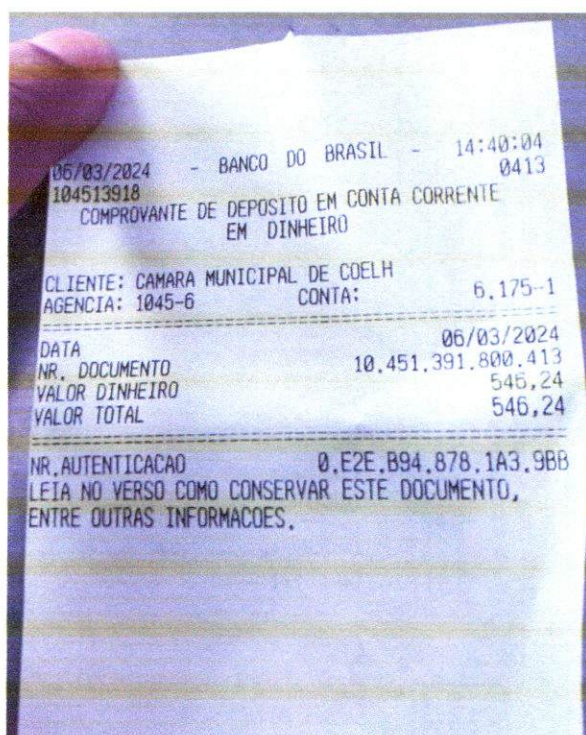 06/03/2024 - BANCO DO BRASIL - 14:40:04
104513918 0413
COMPROVANTE DE DEPOSITO EM CONTA CORRENTE
EM DINHEIRO
CLIENTE: CAMARA MUNICIPAL DE COELH
AGENCIA: 1045-6 CONTA: 6.175-1
DATA 06/03/2024
NR. DOCUMENTO 10.451.391.800.413
VALOR DINHEIRO 546,24
VALOR TOTAL 546,24
NR.AUTENTICACAO 0.E2E.B94.878.1A3.9BB
LEIA NO VERSO COMO CONSERVAR ESTE DOCUMENTO,
ENTRE OUTRAS INFORMACOES.